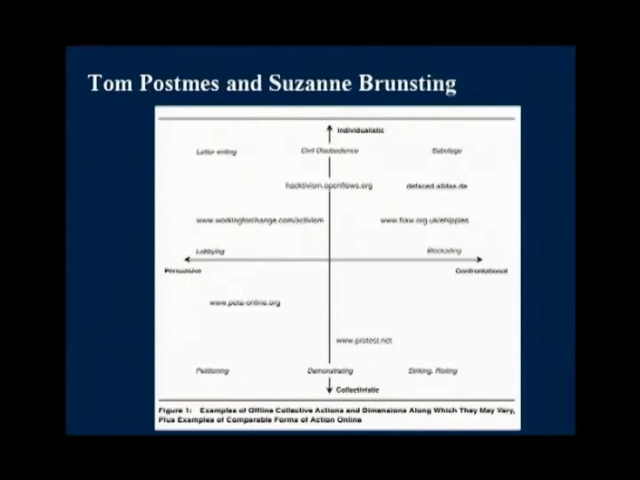 Tom Postmes and Suzanne Brunsting
Individualistic
Letter writing Civil Disobedience Sabotage
hacktivism.openflows.org defaced.alldas.de
www.workingforchange.com/activism www.fraw.org.uk/ehippies
Lobbying Blockading
Persuasive Confrontational
www.peta-online.org
www.protest.net
Petitioning Demonstrating Striking, Rioting
Collectivistic
Figure 1: Examples of Offline Collective Actions and Dimensions Along Which They May Vary,
Plus Examples of Comparable Forms of Action Online